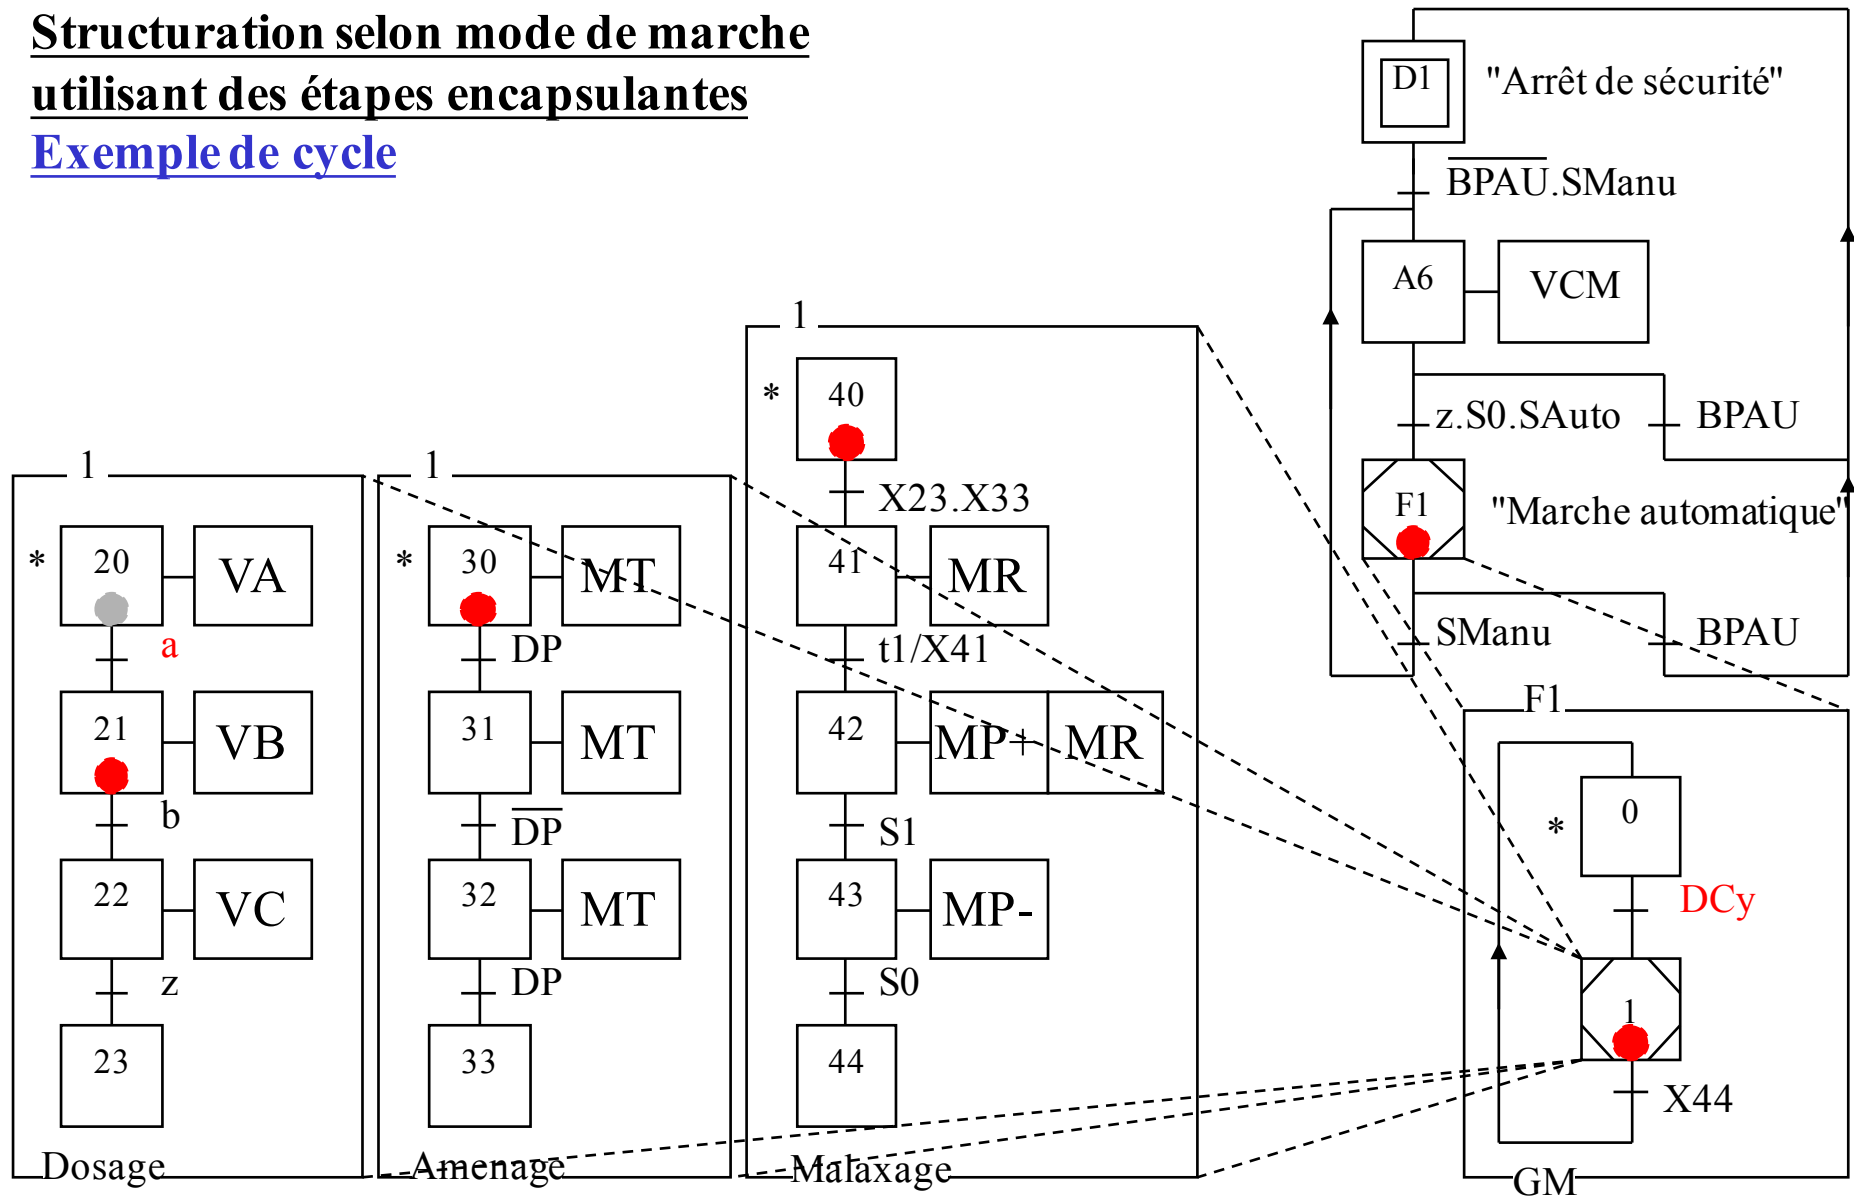 Structuration selon mode de marche
utilisant des étapes encapsulantes
Exemple de cycle
D1
"Arrêt de sécurité"
BPAU.SManu
A6
VCM
z.S0.SAuto
BPAU
F1
"Marche automatique"
SManu
BPAU
1
*
20
VA
a
21
VB
b
22
VC
z
23
Dosage
1
*
30
MT
DP
31
MT
DP
32
MT
DP
33
Amenage
1
*
40
X23.X33
41
MR
t1/X41
42
MP+
MR
S1
43
MP-
S0
44
Malaxage
F1
*
0
DCy
1
X44
GM